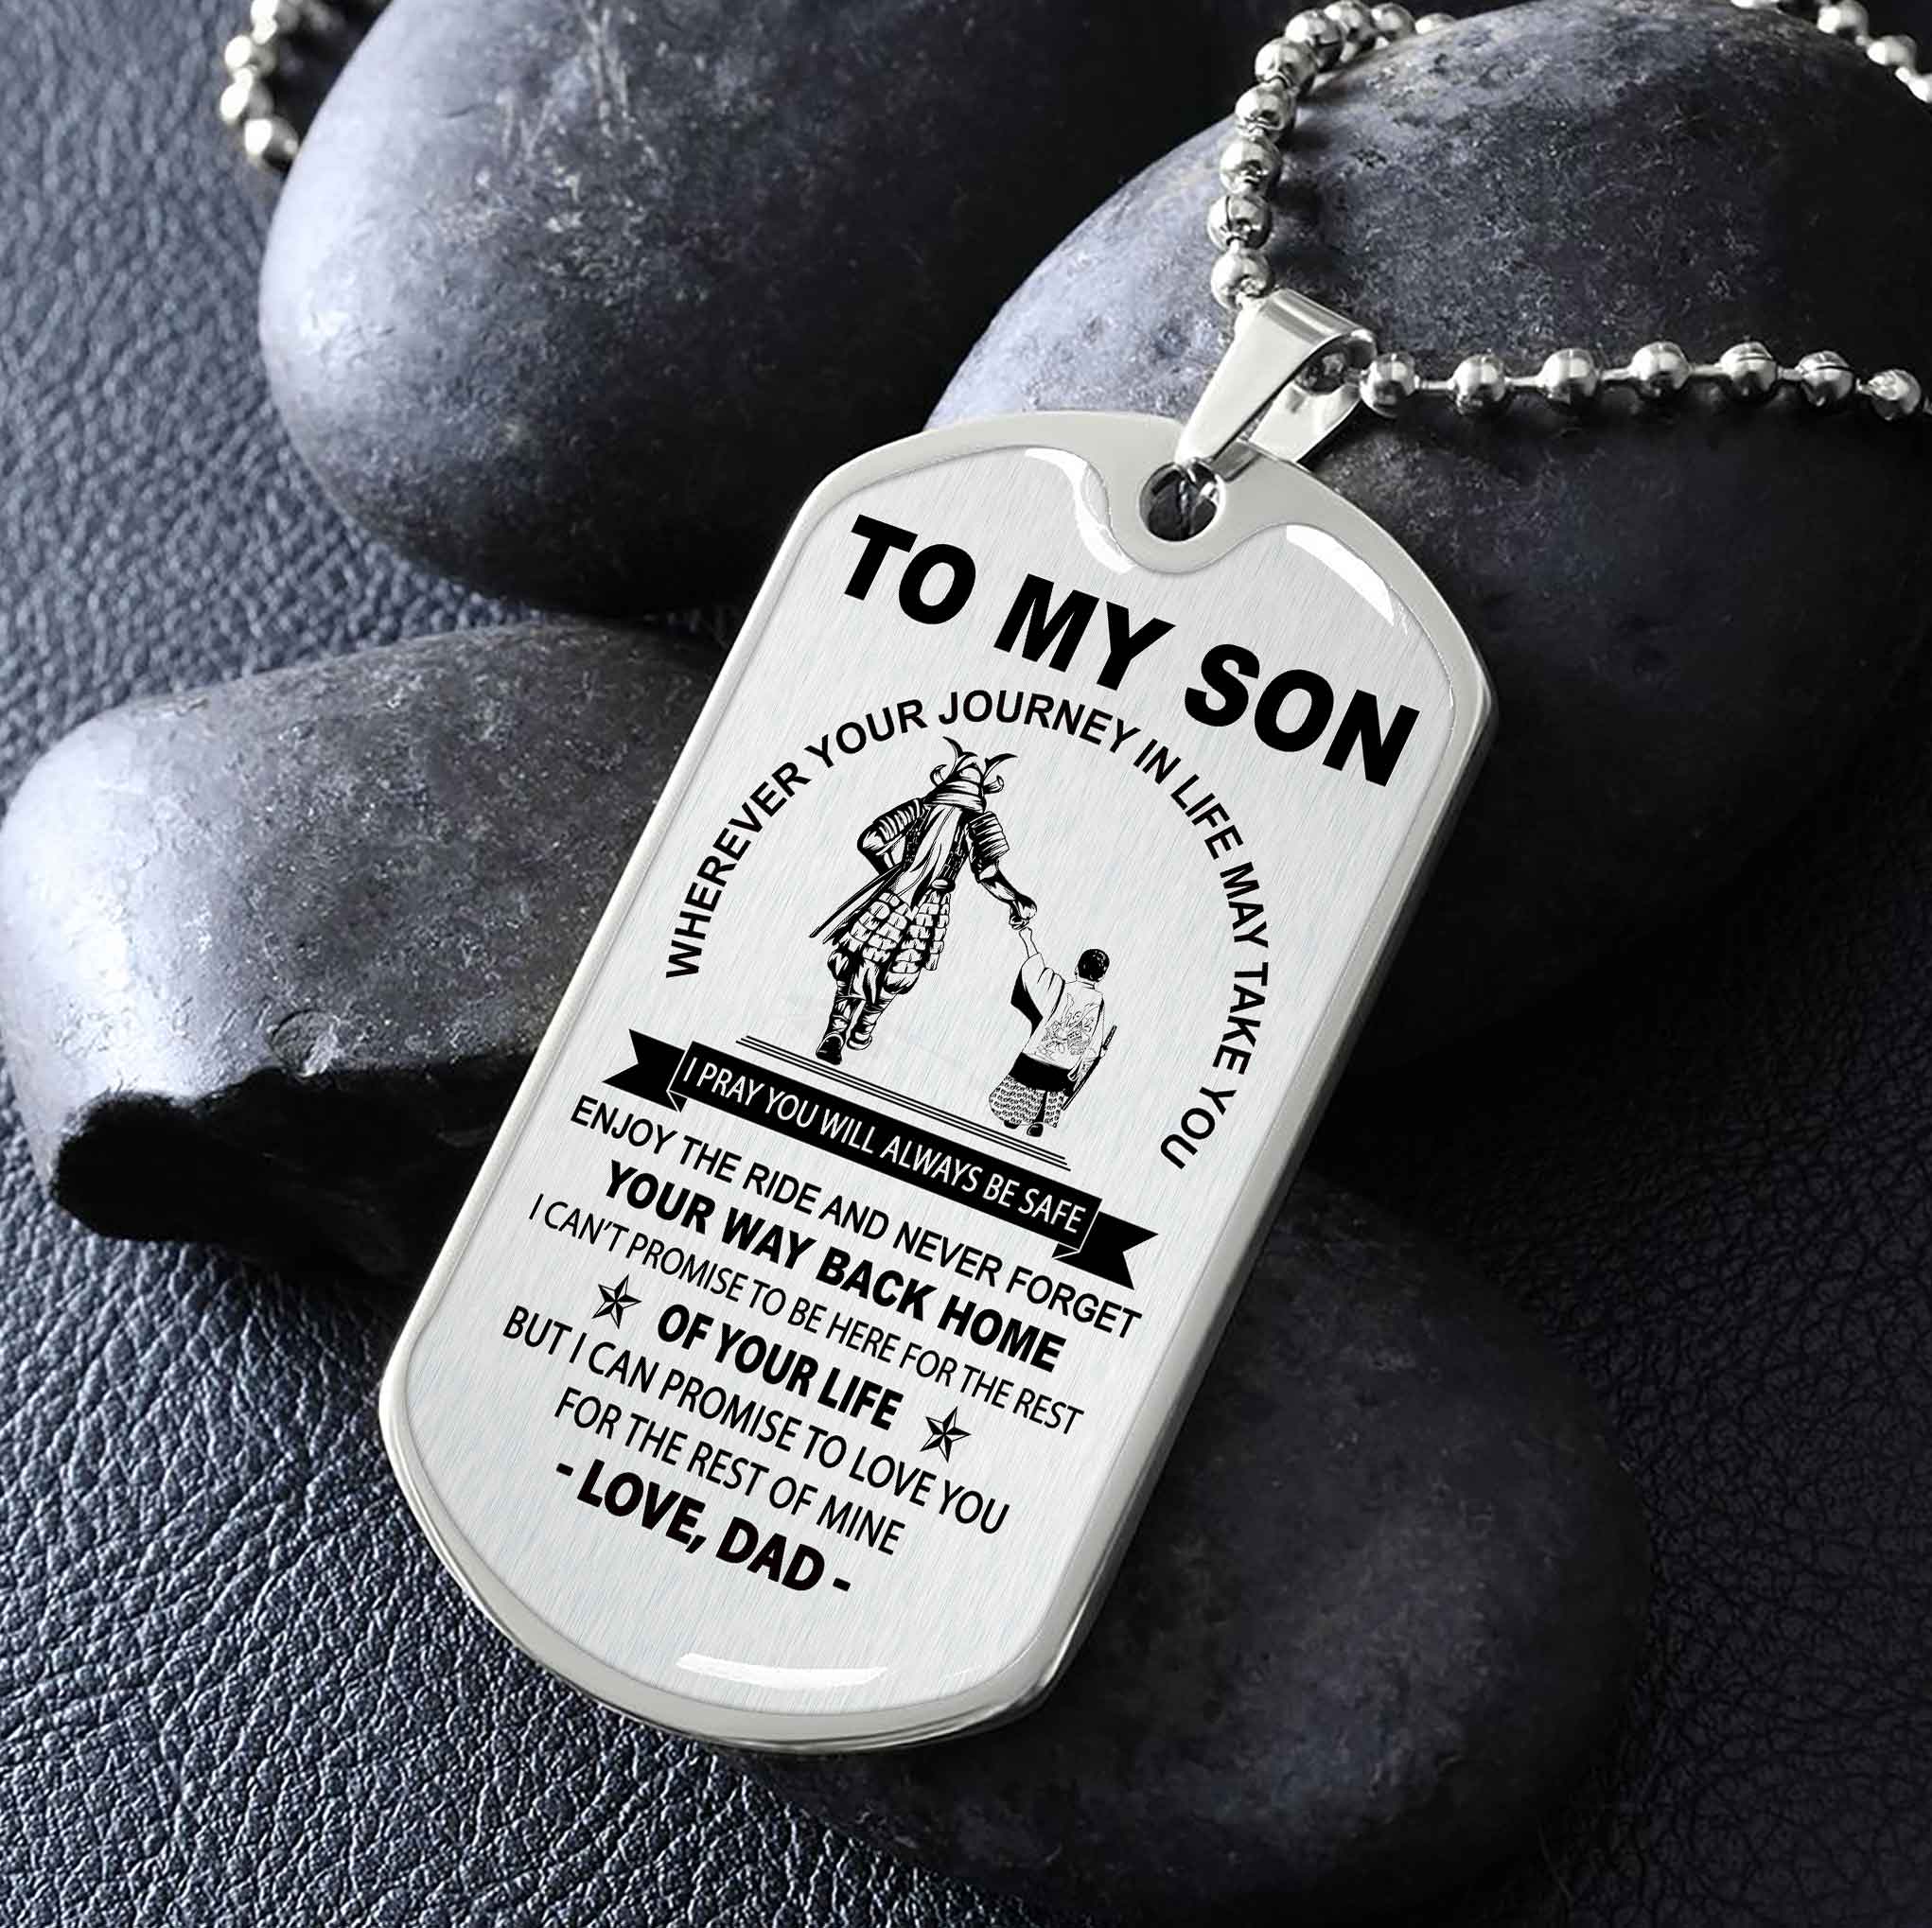 TO MY SON
WHEREVER YOUR JOURNEY IN LIFE MAY TAKE YOU
I PRAY YOU WILL ALWAYS BE SAFE
ENJOY THE RIDE AND NEVER FORGET
YOUR WAY BACK HOME
I CAN'T PROMISE TO BE HERE FOR THE REST
OF YOUR LIFE
BUT I CAN PROMISE TO LOVE YOU
FOR THE REST OF MINE
- LOVE, DAD -